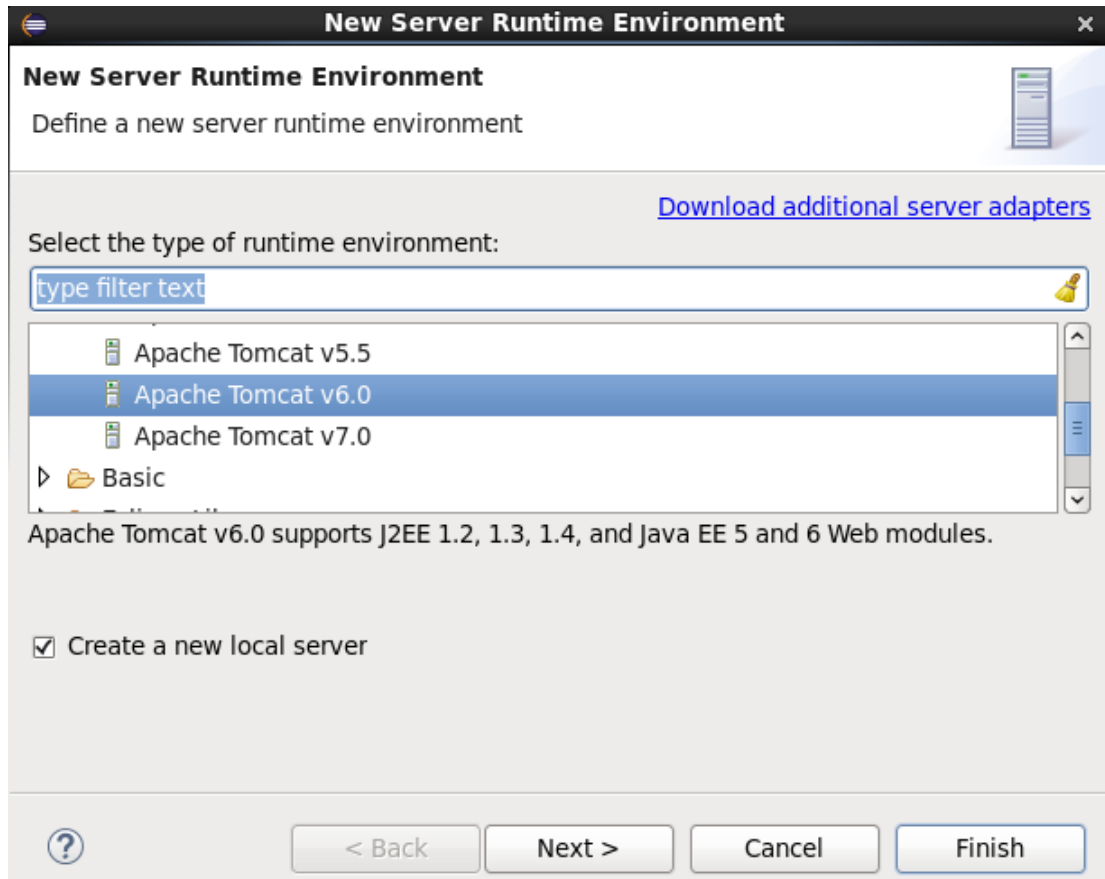 New Server Runtime Environment
New Server Runtime Environment
Define a new server runtime environment
Download additional server adapters
Select the type of runtime environment:
type filter text
Apache Tomcat v5.5
Apache Tomcat v6.0
Apache Tomcat v7.0
Basic
Apache Tomcat v6.0 supports J2EE 1.2, 1.3, 1.4, and Java EE 5 and 6 Web modules.
Create a new local server
< Back Next > Cancel Finish